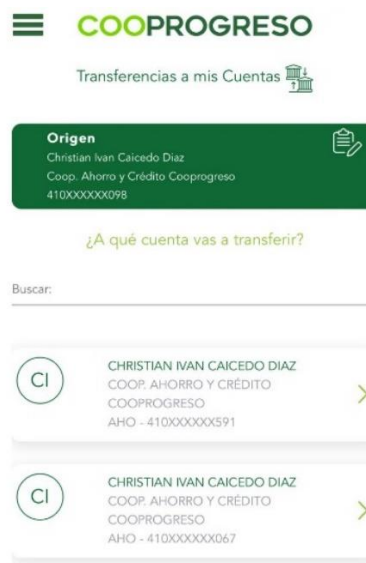 COOPROGRESO
Transferencias a mis Cuentas
Origen
Christian Ivan Caicedo Diaz
Coop. Ahorro y Crédito Cooprogreso
410XXXXXX098
¿A qué cuenta vas a transferir?
Buscar:
CI
CHRISTIAN IVAN CAICEDO DIAZ
COOP. AHORRO Y CRÉDITO
COOPROGRESO
AHO - 410XXXXXX591
CI
CHRISTIAN IVAN CAICEDO DIAZ
COOP. AHORRO Y CRÉDITO
COOPROGRESO
AHO - 410XXXXXX067